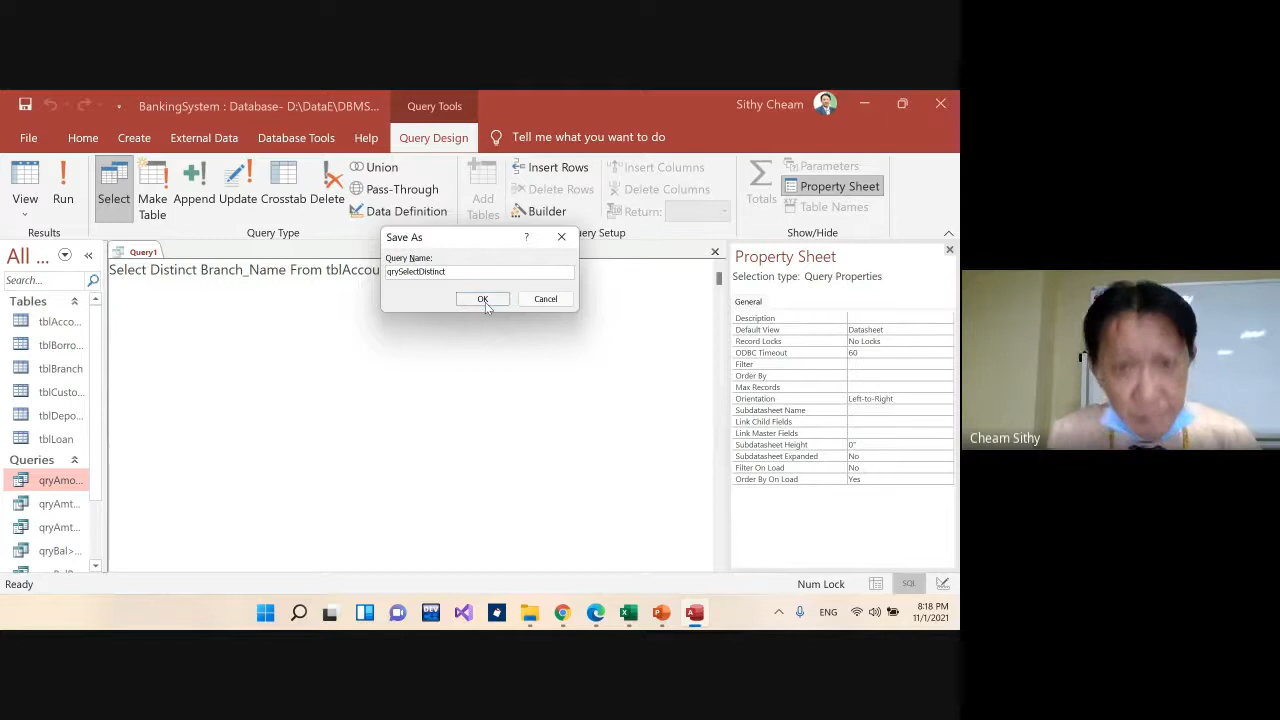 BankingSystem : Database- D:\DataE\DBMS...
Query Tools
Sithy Cheam
File
Home
Create
External Data
Database Tools
Help
Query Design
Tell me what you want to do
View
Run
Select
Make
Table
Append
Update
Crosstab
Delete
Union
Pass-Through
Data Definition
Add
Tables
Insert Rows
Delete Rows
Builder
Insert Columns
Delete Columns
Return:
Totals
Parameters
Property Sheet
Table Names
Results
Query Type
Query Setup
Show/Hide
All ...
Search...
Tables
tblAcco...
tblBorro...
tblBranch
tblCusto...
tblDepo...
tblLoan
Queries
qryAmo...
qryAmt...
qryAmt...
qryBal>...
Query1
Select Distinct Branch_Name From tblAccou
Save As
?
Query Name:
qrySelectDistinct
OK
Cancel
Property Sheet
Selection type: Query Properties
General
Description
Default View Datasheet
Record Locks No Locks
ODBC Timeout 60
Filter
Order By
Max Records
Orientation Left-to-Right
Subdatasheet Name
Link Child Fields
Link Master Fields
Subdatasheet Height 0"
Subdatasheet Expanded No
Filter On Load No
Order By On Load Yes
Ready
Num Lock
SQL
DEV
ENG
8:18 PM
11/1/2021
Cheam Sithy